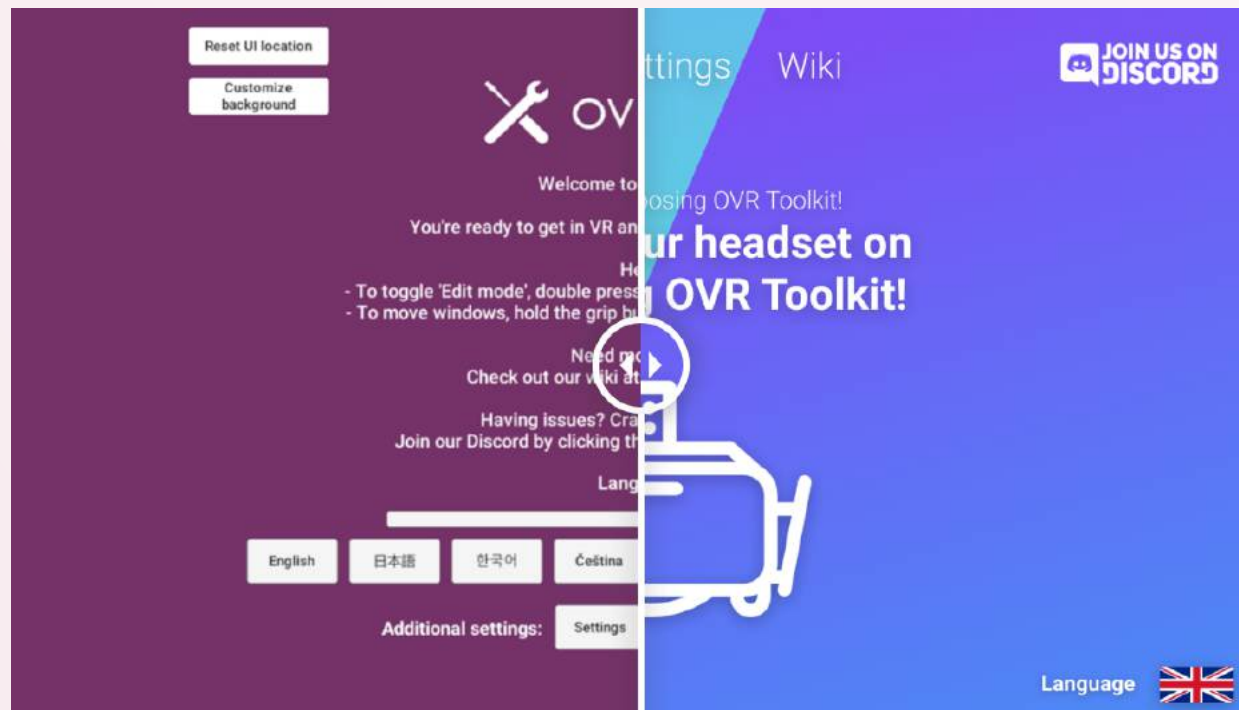 Reset UI location
Customize
background
OV
Welcome to
You're ready to get in VR an
He
- To toggle 'Edit mode', double press
- To move windows, hold the grip bu
Need mo
Check out our wiki at
Having issues? Cra
Join our Discord by clicking th
Lang
English 日本語 한국어 Čeština
Additional settings: Settings
ttings Wiki
JOIN US ON
DISCORD
osing OVR Toolkit!
ur headset on
g OVR Toolkit!
Language